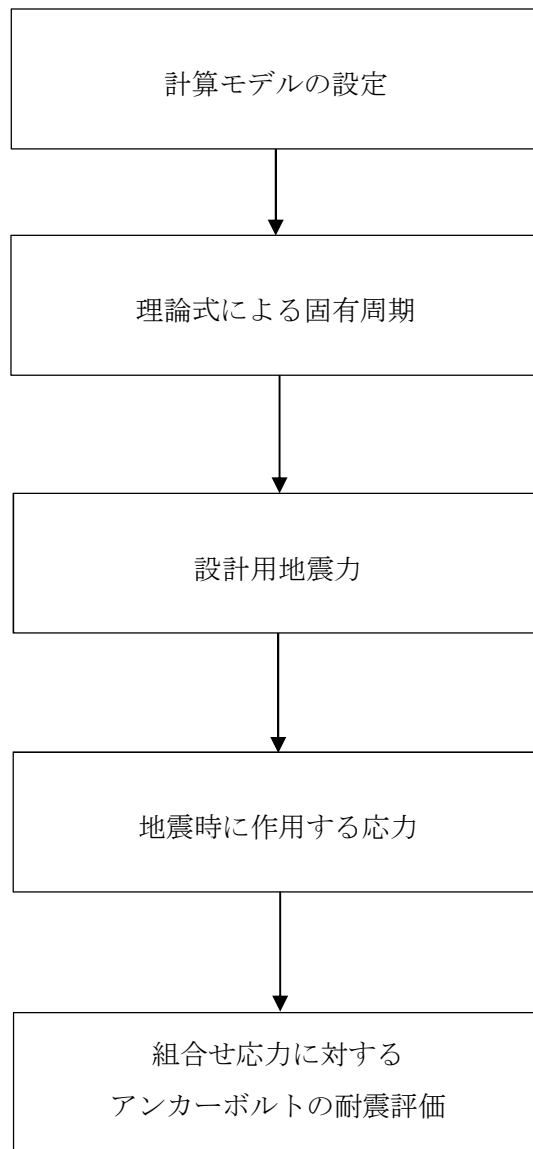 計算モデルの設定
理論式による固有周期
設計用地震力
地震時に作用する応力
組合せ応力に対する
アンカーボルトの耐震評価